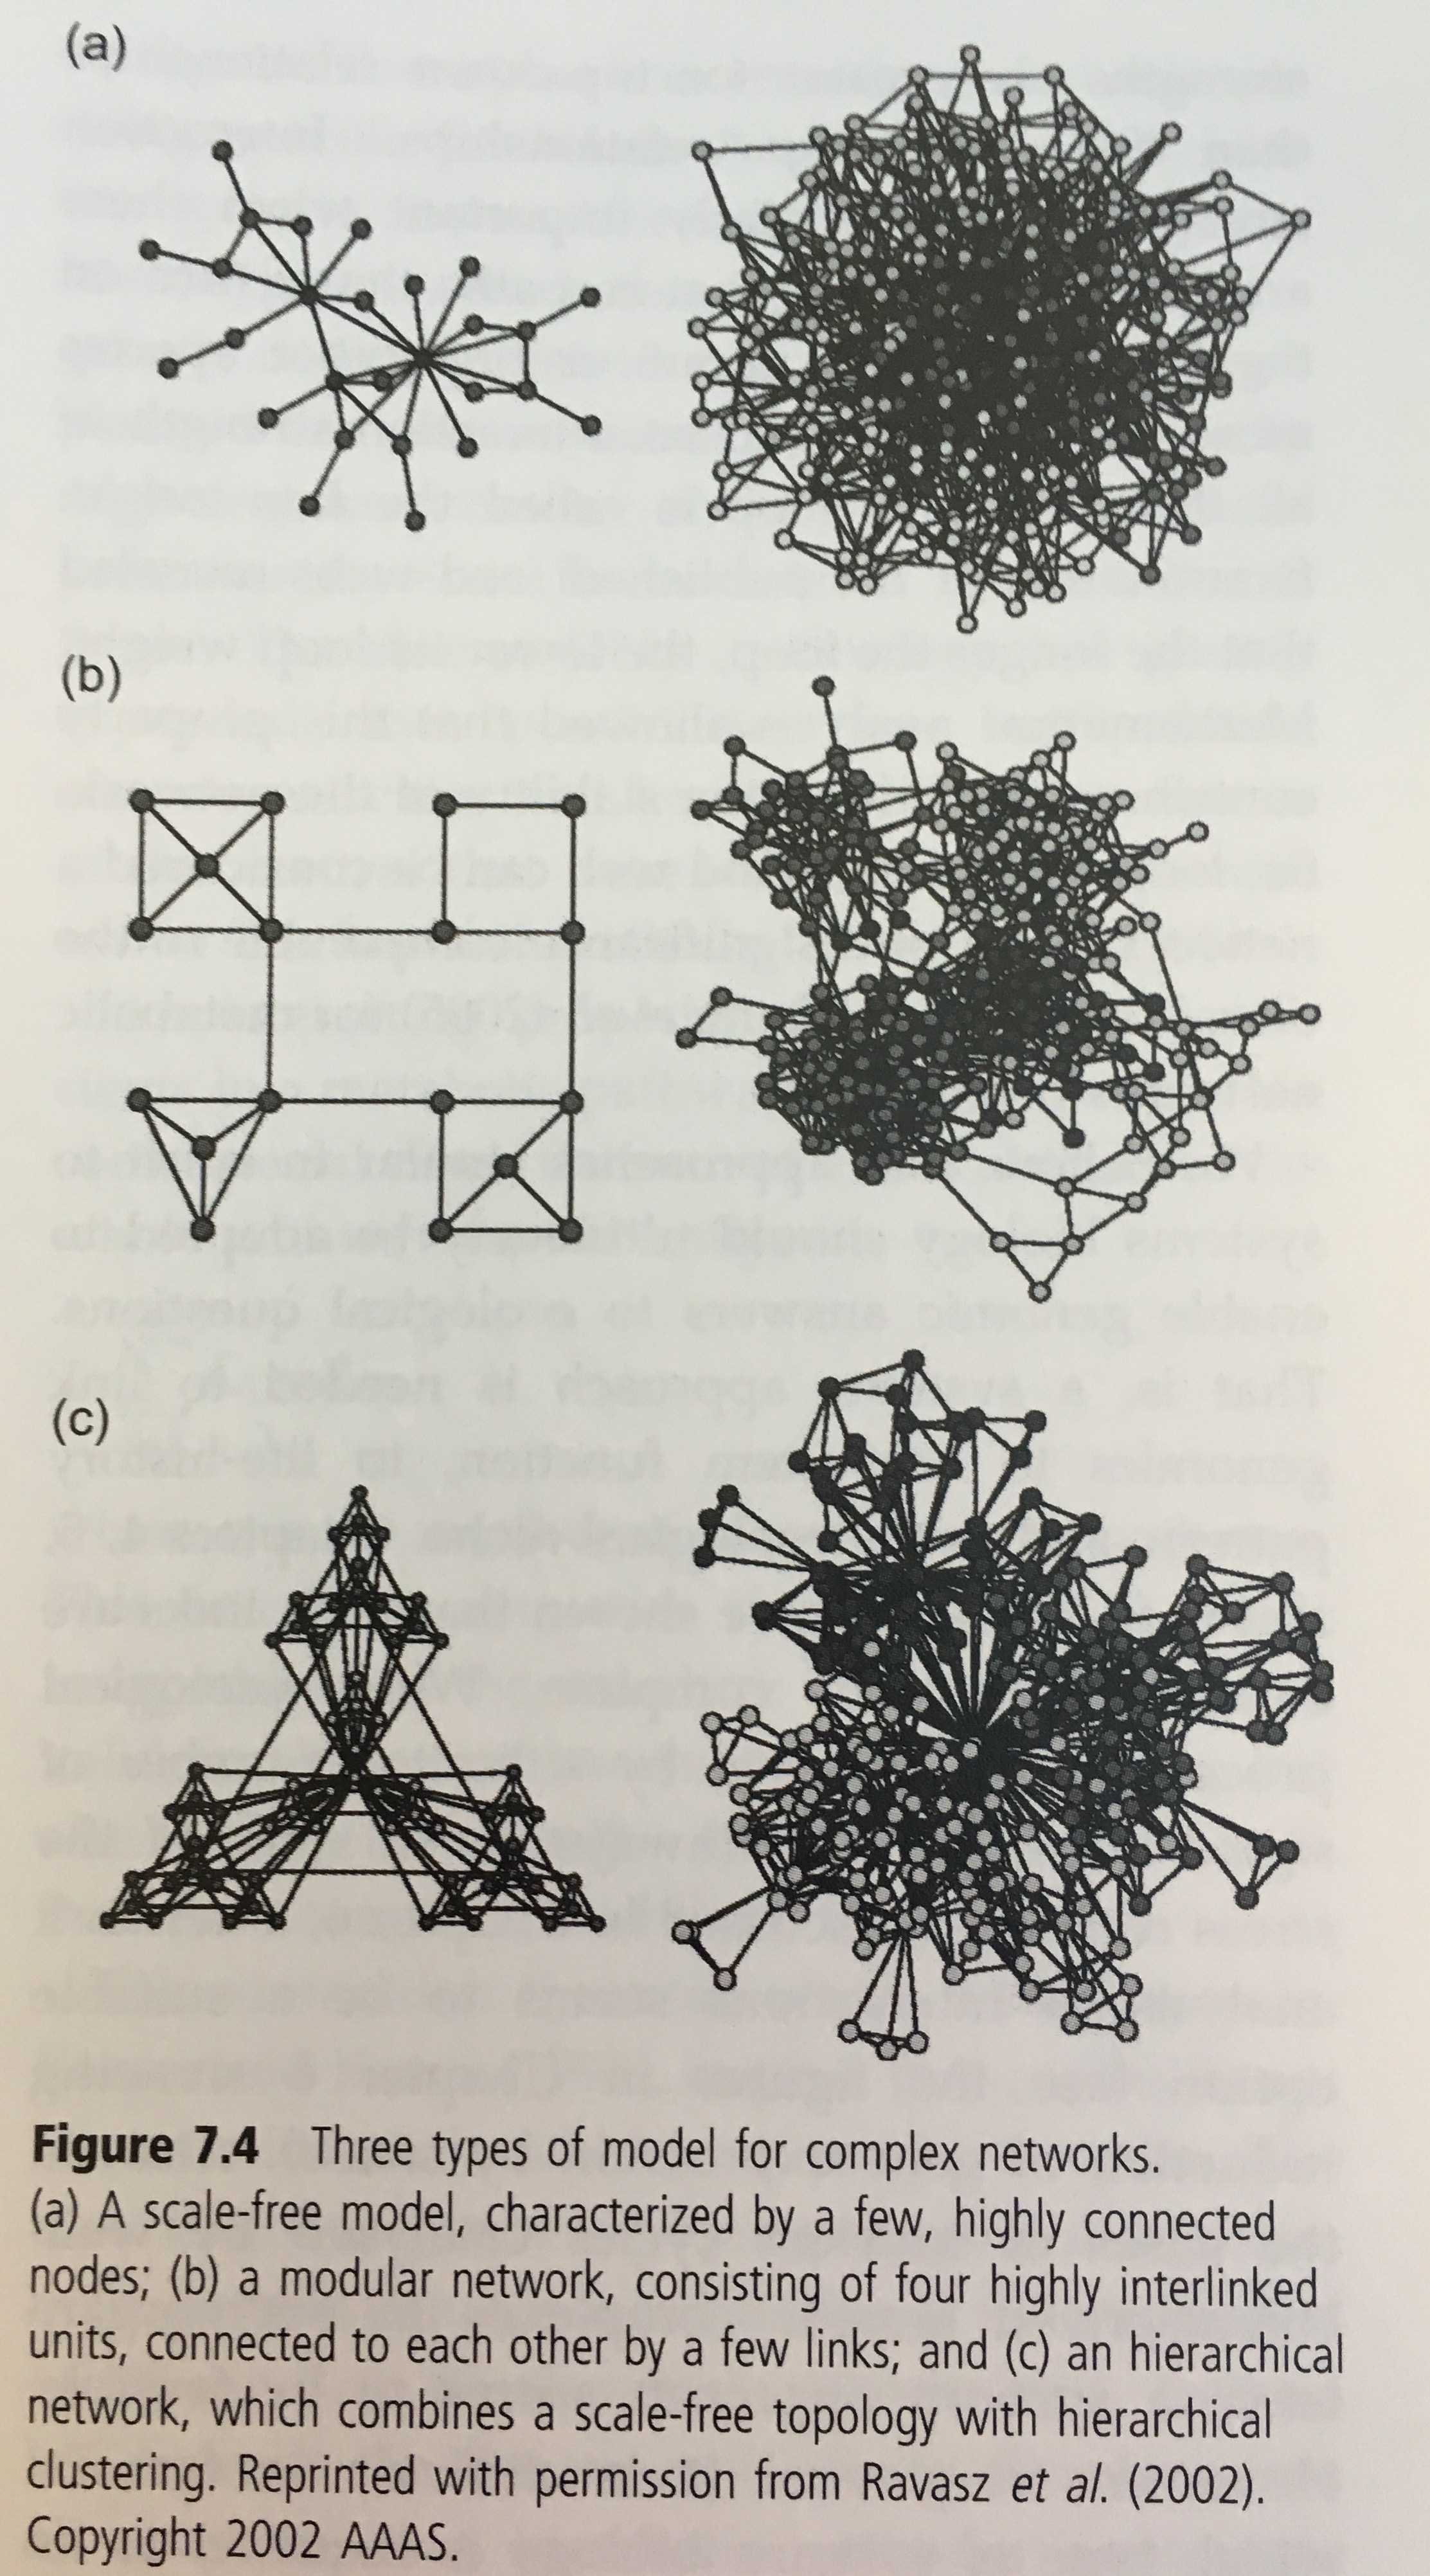 (a)
(b)
(c)
Figure 7.4 Three types of model for complex networks.
(a) A scale-free model, characterized by a few, highly connected
nodes; (b) a modular network, consisting of four highly interlinked
units, connected to each other by a few links; and (c) an hierarchical
network, which combines a scale-free topology with hierarchical
clustering. Reprinted with permission from Ravasz et al. (2002).
Copyright 2002 AAAS.